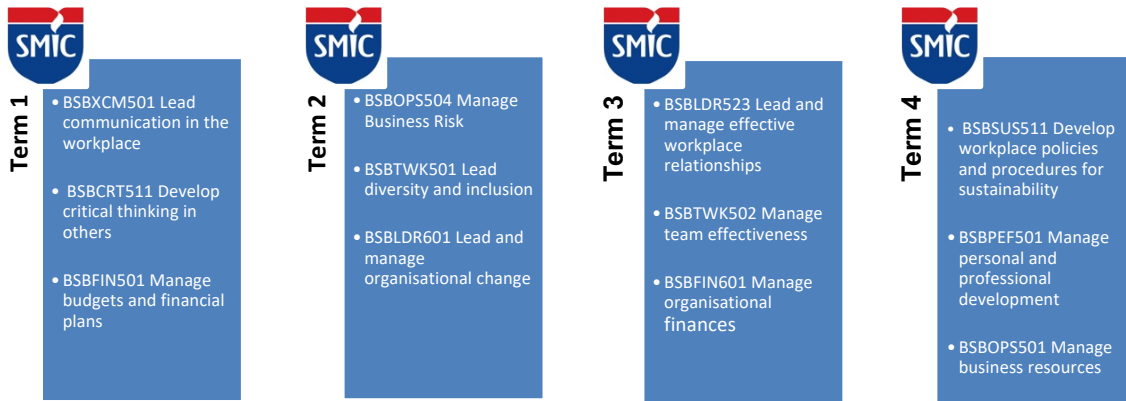 SMIC
Term 1
• BSBXCM501 Lead
communication in the
workplace
• BSBCRT511 Develop
critical thinking in
others
• BSBFIN501 Manage
budgets and financial
plans
SMIC
Term 2
• BSBOPS504 Manage
Business Risk
• BSBTWK501 Lead
diversity and inclusion
• BSBLDR601 Lead and
manage
organisational change
SMIC
Term 3
• BSBLDR523 Lead and
manage effective
workplace
relationships
• BSBTWK502 Manage
team effectiveness
• BSBFIN601 Manage
organisational
finances
SMIC
Term 4
• BSBSUS511 Develop
workplace policies
and procedures for
sustainability
• BSBPEF501 Manage
personal and
professional
development
• BSBOPS501 Manage
business resources